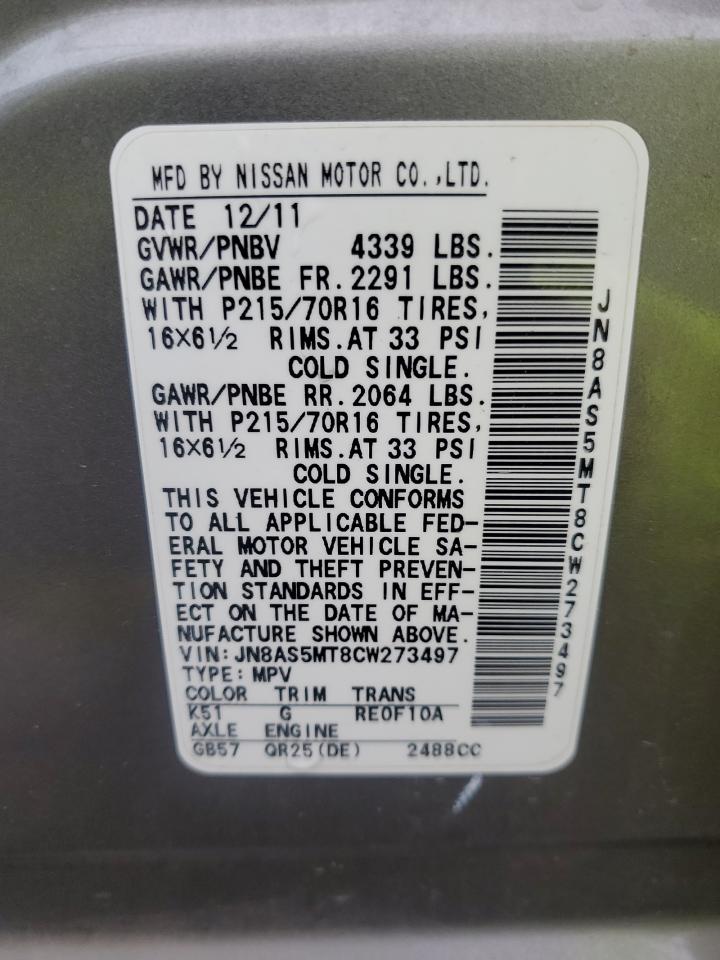 MFD BY NISSAN MOTOR CO.,LTD.
DATE 12/11
GVWR/PNBV 4339 LBS.
GAWR/PNBE FR.2291 LBS.
WITH P215/70R16 TIRES,
16X6½ RIMS.AT 33 PSI
COLD SINGLE.
GAWR/PNBE RR.2064 LBS.
WITH P215/70R16 TIRES,
16X6½ RIMS.AT 33 PSI
COLD SINGLE.
THIS VEHICLE CONFORMS
TO ALL APPLICABLE FED-
ERAL MOTOR VEHICLE SA-
FETY AND THEFT PREVEN-
TION STANDARDS IN EFF-
ECT ON THE DATE OF MA-
NUFACTURE SHOWN ABOVE.
VIN:JN8AS5MT8CW273497
TYPE:MPV
COLOR TRIM TRANS
K51 G RE0F10A
AXLE ENGINE
GB57 QR25(DE) 2488CC
JN8AS5MT8CW273497